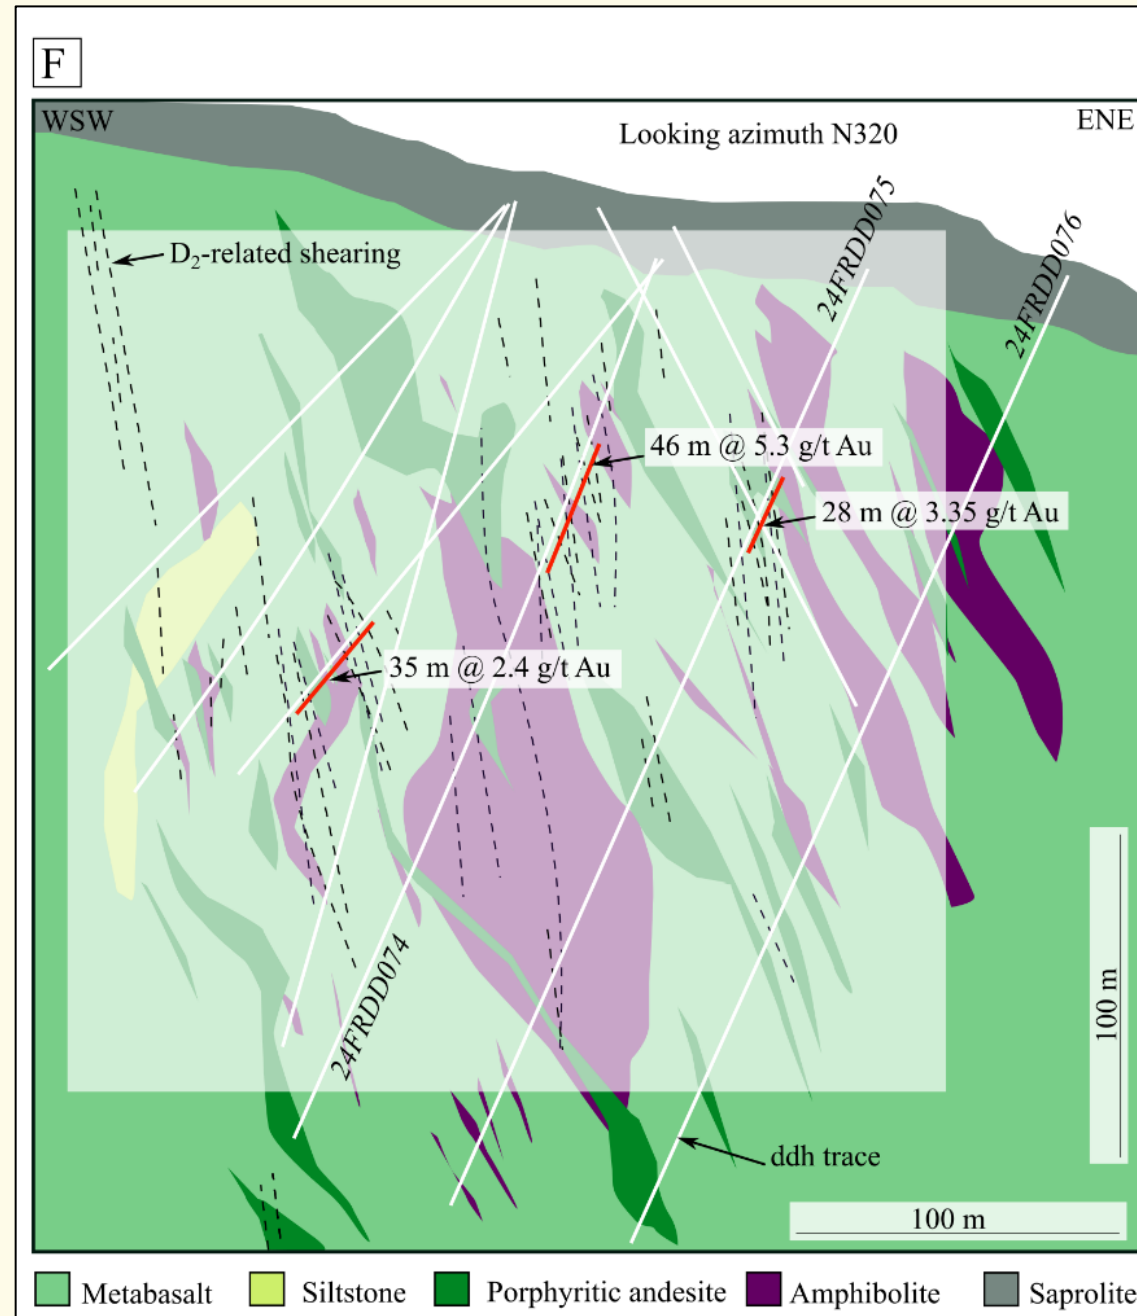 F
WSW
ENE
Looking azimuth N320
24FRDD075
24FRDD076
D₂-related shearing
46 m @ 5.3 g/t Au
28 m @ 3.35 g/t Au
35 m @ 2.4 g/t Au
24FRDD074
100 m
ddh trace
100 m
Metabasalt
Siltstone
Porphyritic andesite
Amphibolite
Saprolite